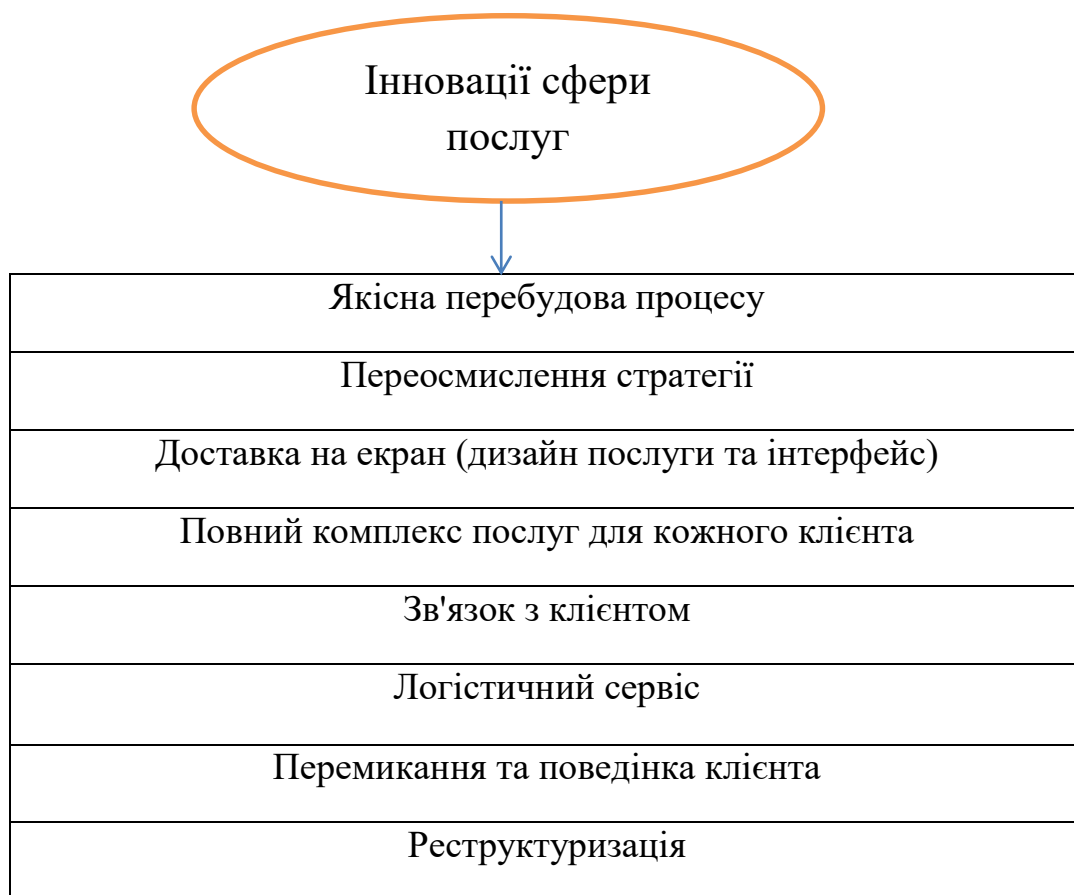 Інновації сфери
послуг
Якісна перебудова процесу
Переосмислення стратегії
Доставка на екран (дизайн послуги та інтерфейс)
Повний комплекс послуг для кожного клієнта
Зв'язок з клієнтом
Логістичний сервіс
Перемикання та поведінка клієнта
Реструктуризація